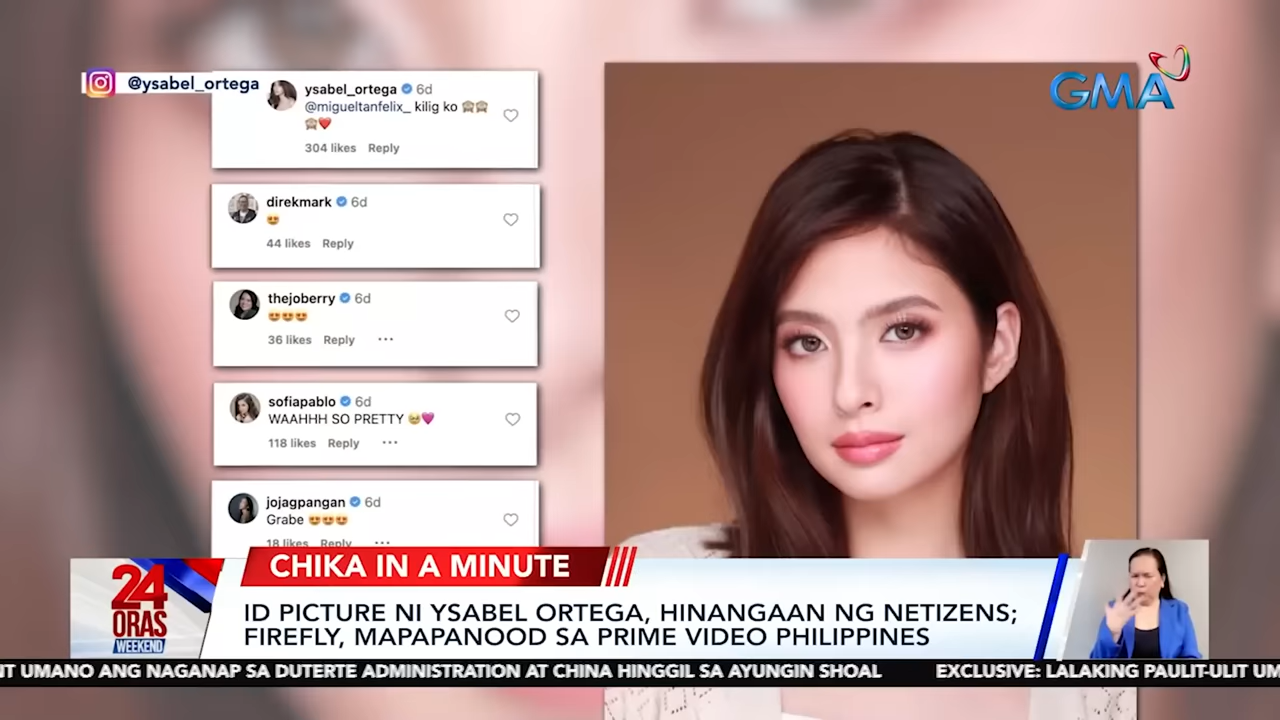 @ysabel_ortega
GMA
ysabel_ortega 6d
@migueltanfelix_ kilig ko 🙈🙈
🙈❤️
304 likes Reply
direkmark 6d
😍
44 likes Reply
thejoberry 6d
😍😍😍
36 likes Reply ...
sofiapablo 6d
WAAHHH SO PRETTY 🥹💗
118 likes Reply ...
jojagpangan 6d
Grabe 😍😍😍
18 likes Reply ...
CHIKA IN A MINUTE
24
ORAS
WEEKEND
ID PICTURE NI YSABEL ORTEGA, HINANGAAN NG NETIZENS;
FIREFLY, MAPAPANOOD SA PRIME VIDEO PHILIPPINES
UMANO ANG NAGANAP SA DUTERTE ADMINISTRATION AT CHINA HINGGIL SA AYUNGIN SHOAL EXCLUSIVE: LALAKING PAULIT-ULIT